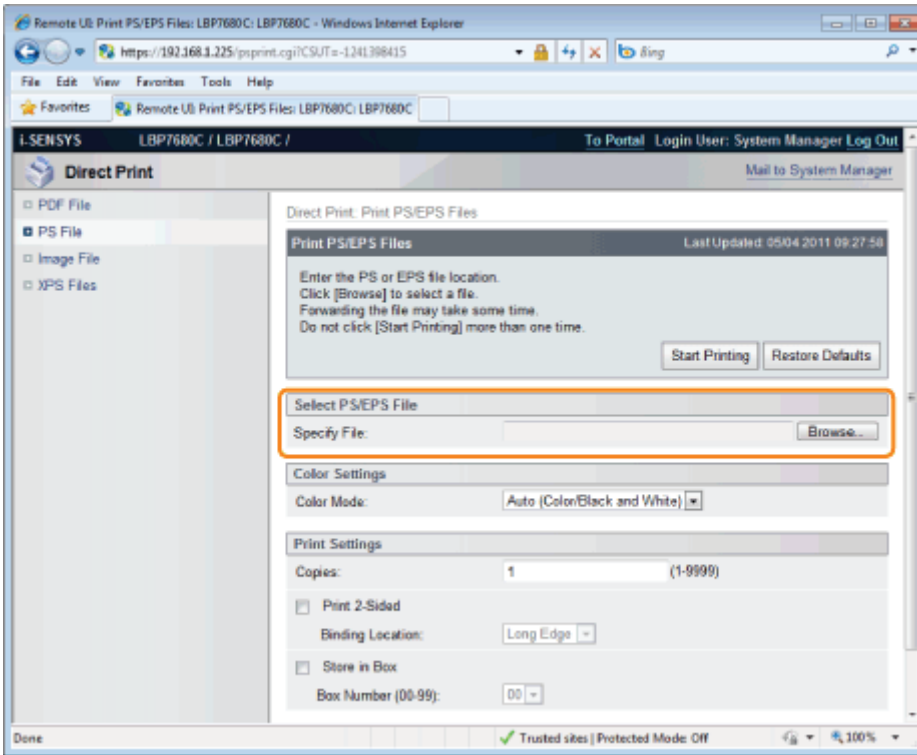 Remote UI: Print PS/EPS Files: LBP7680C: LBP7680C - Windows Internet Explorer
https://192.168.1.225/psprint.cgi?CSUT=-1241398415
Bing
File Edit View Favorites Tools Help
Favorites Remote UI: Print PS/EPS Files: LBP7680C: LBP7680C
i-SENSYS LBP7680C / LBP7680C / To Portal Login User: System Manager Log Out
Direct Print Mail to System Manager
PDF File
PS File
Image File
XPS Files
Direct Print: Print PS/EPS Files
Print PS/EPS Files Last Updated: 05/04 2011 09:27:58
Enter the PS or EPS file location.
Click [Browse] to select a file.
Forwarding the file may take some time.
Do not click [Start Printing] more than one time.
Start Printing Restore Defaults
Select PS/EPS File
Specify File: Browse...
Color Settings
Color Mode: Auto (Color/Black and White)
Print Settings
Copies: 1 (1-9999)
Print 2-Sided
Binding Location: Long Edge
Store in Box
Box Number (00-99): 00
Done Trusted sites | Protected Mode: Off 100%